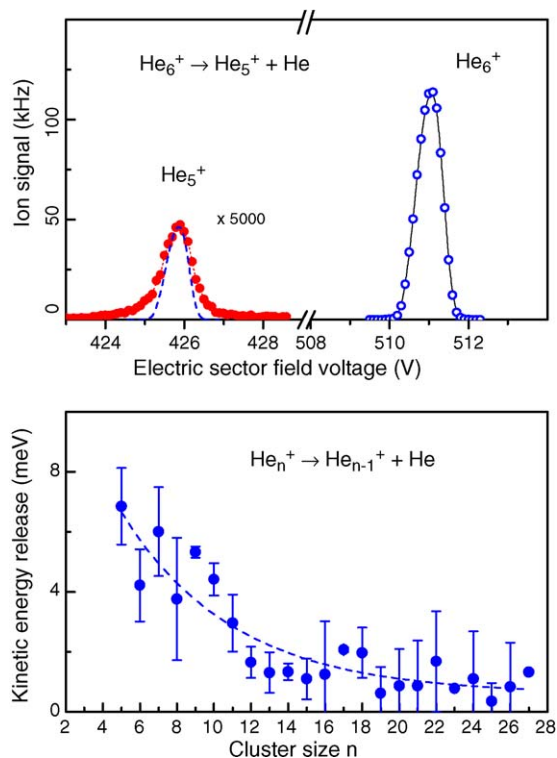 He₆⁺ → He₅⁺ + He
He₆⁺
He₅⁺
x 5000
Ion signal (kHz)
100
50
0
424 426 428 508 510 512
Electric sector field voltage (V)
Heₙ⁺ → Heₙ₋₁⁺ + He
Kinetic energy release (meV)
8
4
0
2 4 6 8 10 12 14 16 18 20 22 24 26 28
Cluster size n